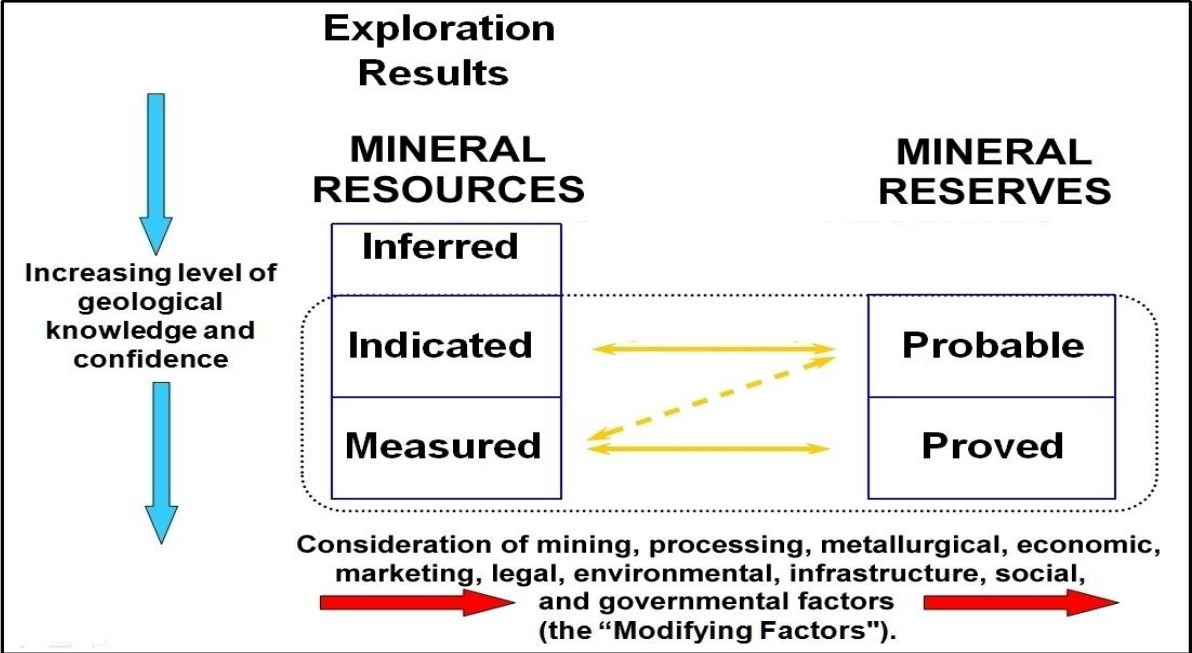 Exploration
Results
MINERAL
RESOURCES
MINERAL
RESERVES
Inferred
Increasing level of
geological
knowledge and
confidence
Indicated
Probable
Measured
Proved
Consideration of mining, processing, metallurgical, economic,
marketing, legal, environmental, infrastructure, social,
and governmental factors
(the “Modifying Factors").